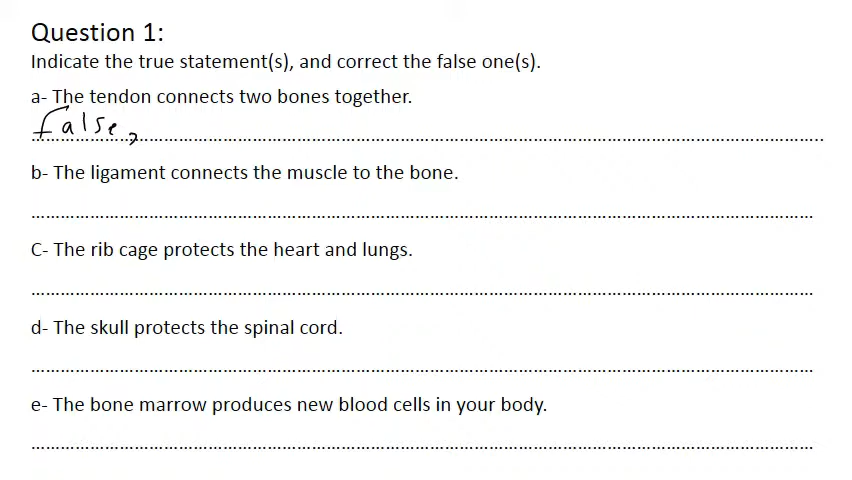 Question 1:
Indicate the true statement(s), and correct the false one(s).
a- The tendon connects two bones together.
false, ........................................................................................................................................
b- The ligament connects the muscle to the bone.
................................................................................................................................................................
C- The rib cage protects the heart and lungs.
................................................................................................................................................................
d- The skull protects the spinal cord.
................................................................................................................................................................
e- The bone marrow produces new blood cells in your body.
................................................................................................................................................................